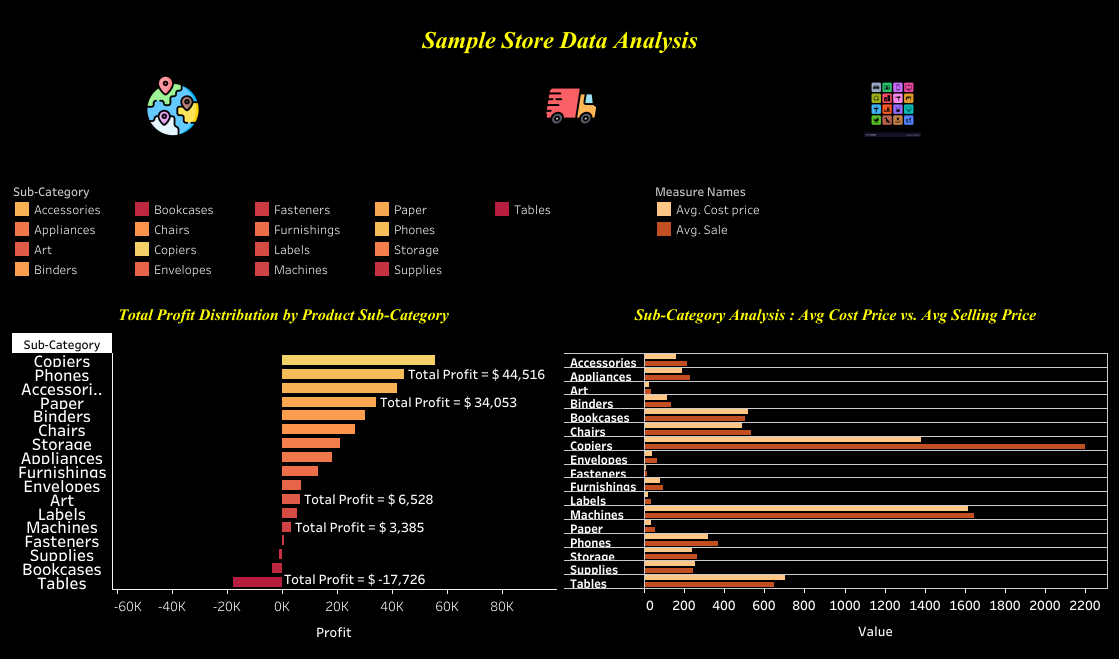 Sample Store Data Analysis
Sub-Category
Accessories
Bookcases
Fasteners
Paper
Tables
Appliances
Chairs
Furnishings
Phones
Art
Copiers
Labels
Storage
Binders
Envelopes
Machines
Supplies
Measure Names
Avg. Cost price
Avg. Sale
Total Profit Distribution by Product Sub-Category
Sub-Category
Copiers
Phones
Total Profit = $ 44,516
Accessori..
Paper
Total Profit = $ 34,053
Binders
Chairs
Storage
Appliances
Furnishings
Envelopes
Art
Total Profit = $ 6,528
Labels
Machines
Total Profit = $ 3,385
Fasteners
Supplies
Bookcases
Tables
Total Profit = $ -17,726
-60K -40K -20K 0K 20K 40K 60K 80K
Profit
Sub-Category Analysis : Avg Cost Price vs. Avg Selling Price
Accessories
Appliances
Art
Binders
Bookcases
Chairs
Copiers
Envelopes
Fasteners
Furnishings
Labels
Machines
Paper
Phones
Storage
Supplies
Tables
0 200 400 600 800 1000 1200 1400 1600 1800 2000 2200
Value